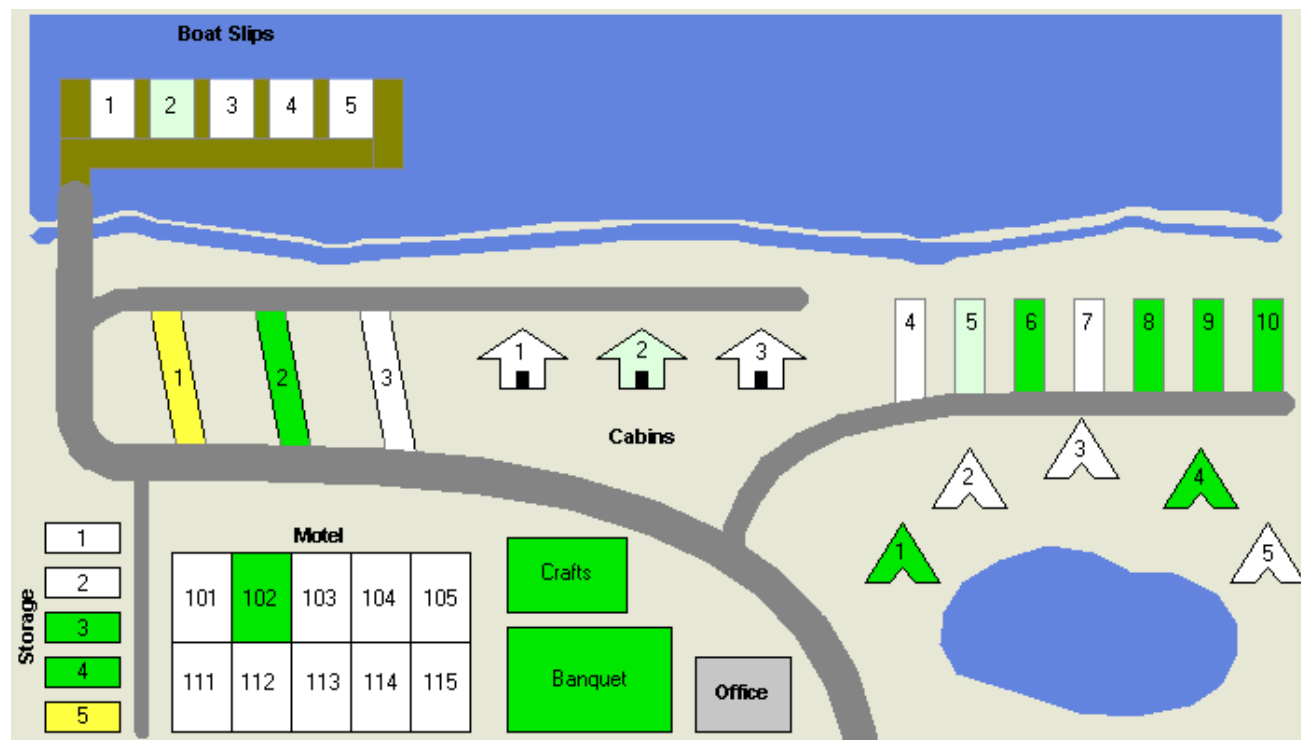 Boat Slips
1 2 3 4 5
1 2 3
1 2 3
Cabins
4 5 6 7 8 9 10
1 2 3 4 5
Storage
1
2
3
4
5
Motel
101 102 103 104 105
111 112 113 114 115
Crafts
Banquet
Office